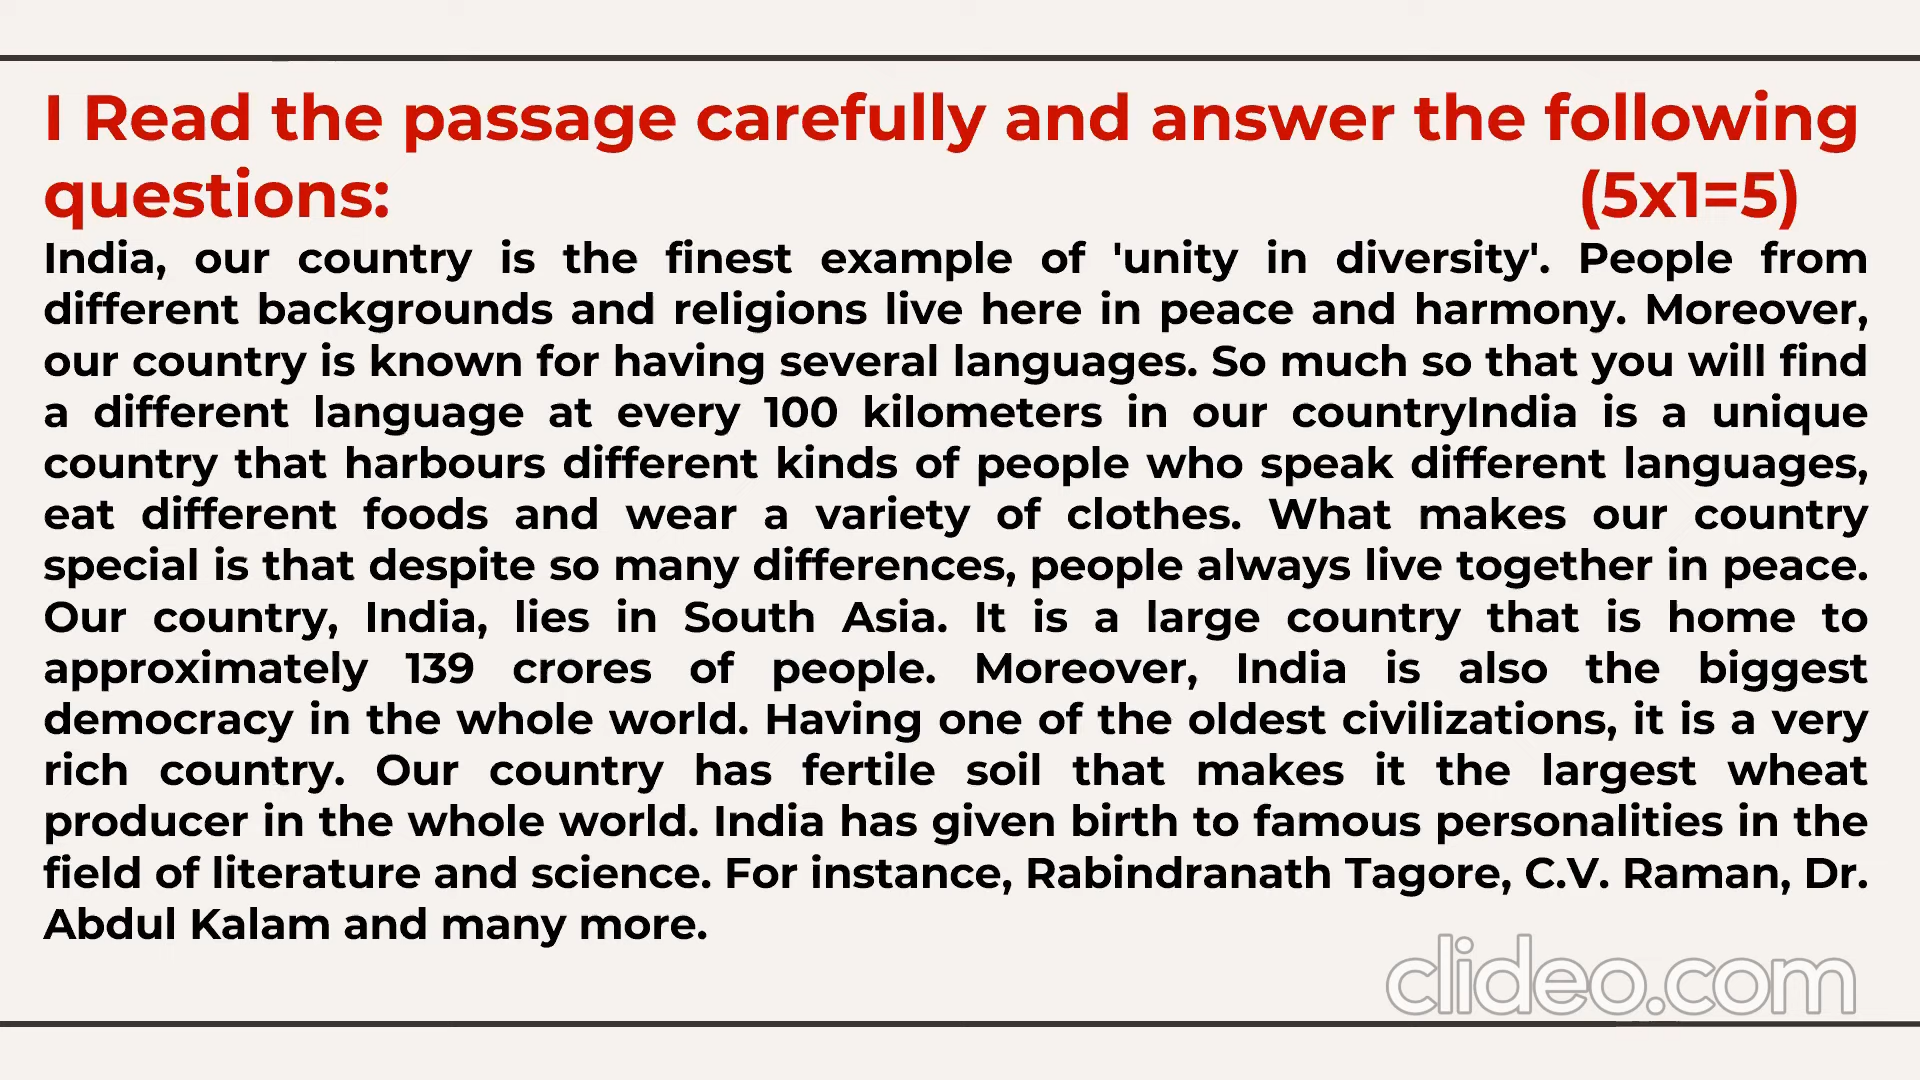 I Read the passage carefully and answer the following
questions: (5x1=5)
India, our country is the finest example of 'unity in diversity'. People from
different backgrounds and religions live here in peace and harmony. Moreover,
our country is known for having several languages. So much so that you will find
a different language at every 100 kilometers in our countryIndia is a unique
country that harbours different kinds of people who speak different languages,
eat different foods and wear a variety of clothes. What makes our country
special is that despite so many differences, people always live together in peace.
Our country, India, lies in South Asia. It is a large country that is home to
approximately 139 crores of people. Moreover, India is also the biggest
democracy in the whole world. Having one of the oldest civilizations, it is a very
rich country. Our country has fertile soil that makes it the largest wheat
producer in the whole world. India has given birth to famous personalities in the
field of literature and science. For instance, Rabindranath Tagore, C.V. Raman, Dr.
Abdul Kalam and many more.
clideo.com